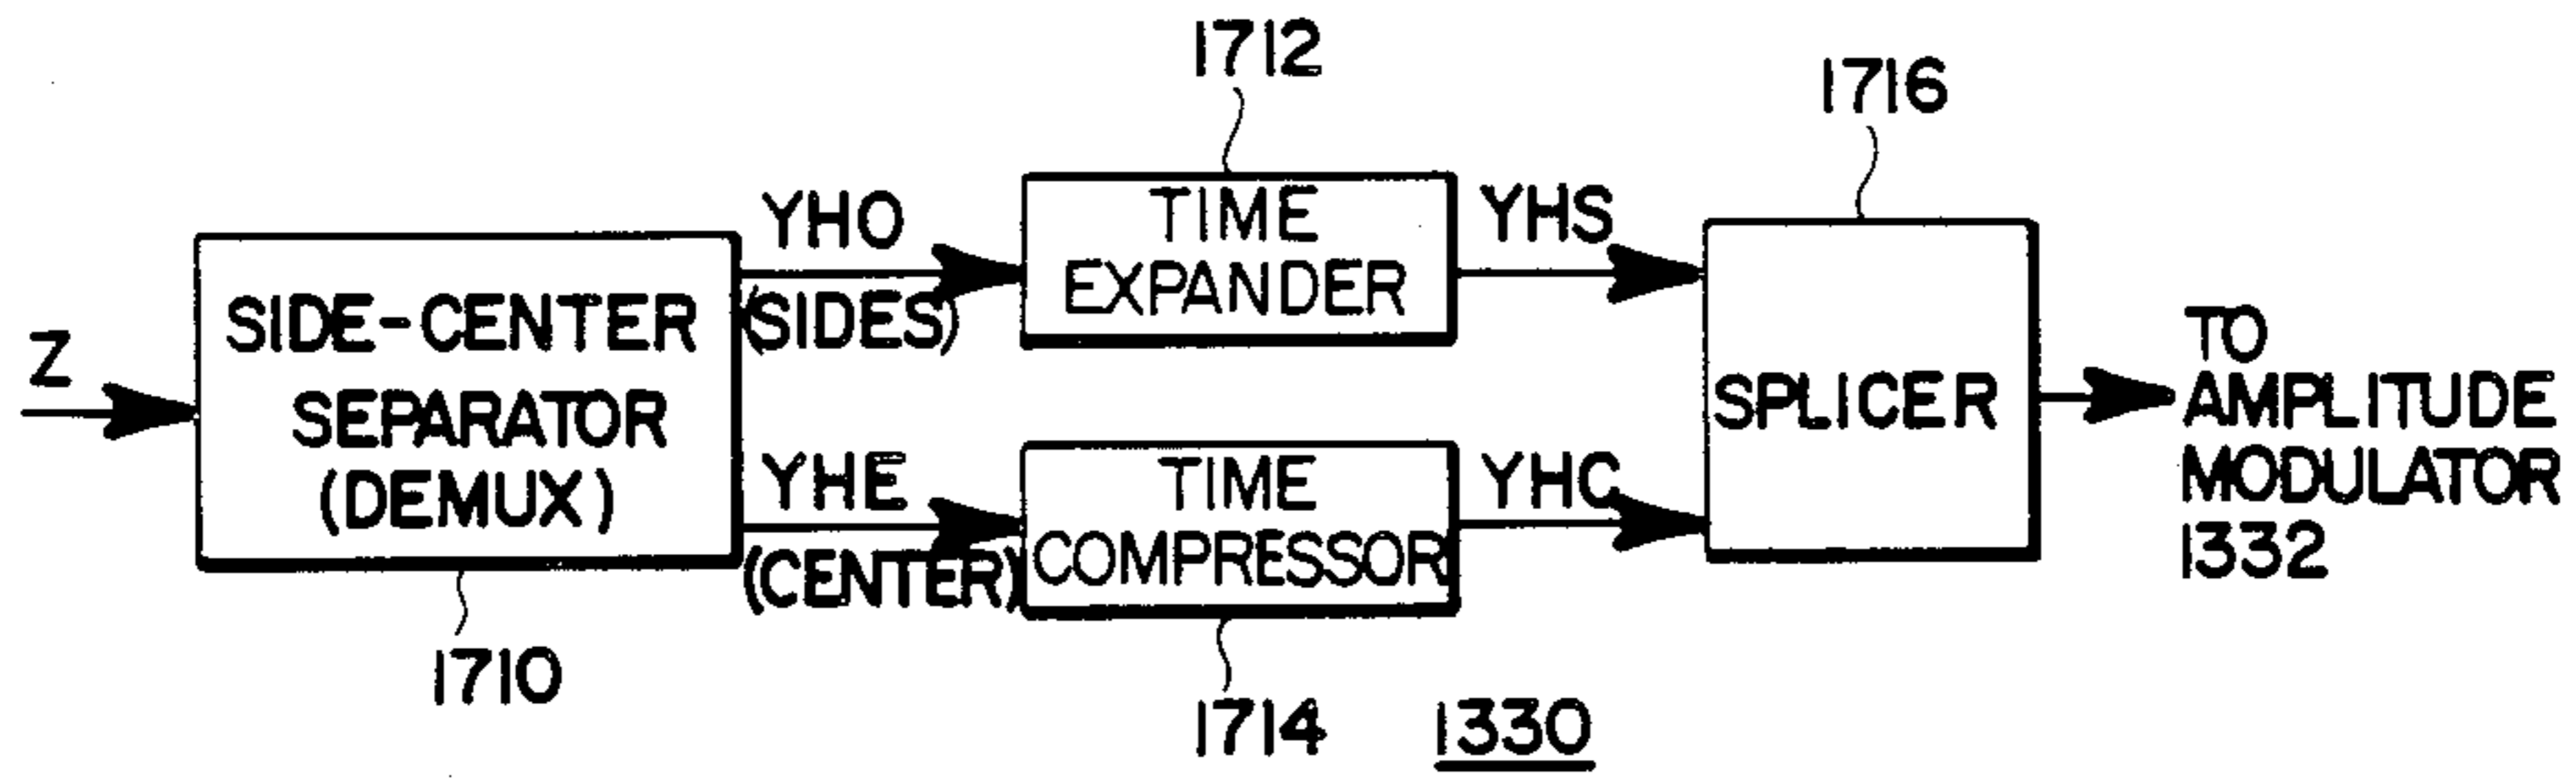 Z
SIDE-CENTER
SEPARATOR
(DEMUX)
1710
YHO
(SIDES)
YHE
(CENTER)
1712
TIME
EXPANDER
TIME
COMPRESSOR
1714
YHS
YHC
1716
SPLICER
TO
AMPLITUDE
MODULATOR
1332
1330